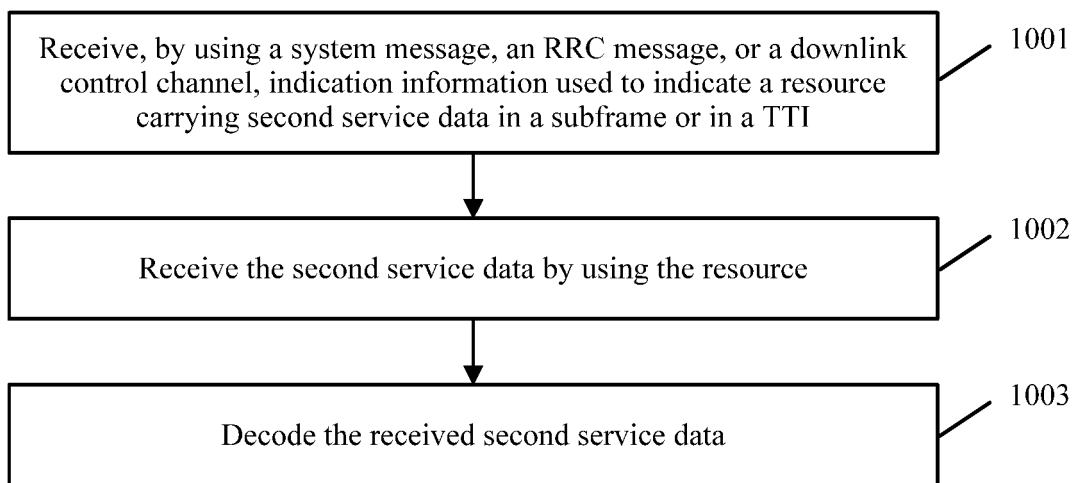 Receive, by using a system message, an RRC message, or a downlink
control channel, indication information used to indicate a resource
carrying second service data in a subframe or in a TTI
1001
Receive the second service data by using the resource
1002
Decode the received second service data
1003